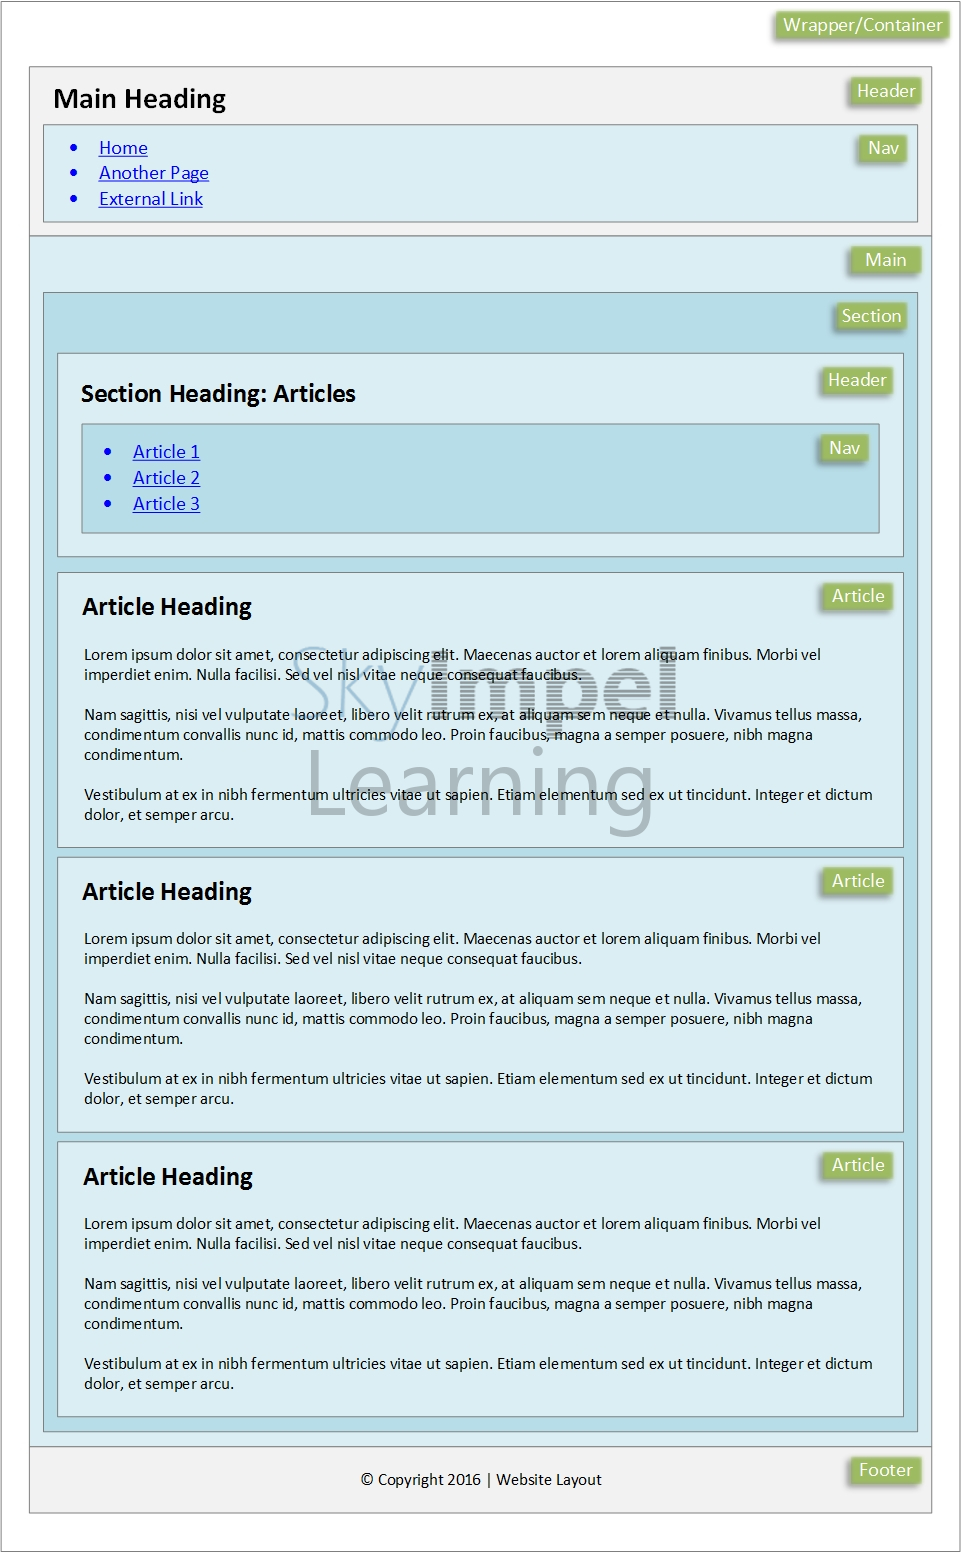 Wrapper/Container
Main Heading
Header
• Home
Nav
• Another Page
• External Link
Main
Section
Header
Section Heading: Articles
Nav
• Article 1
• Article 2
• Article 3
Article Heading
Article
Lorem ipsum dolor sit amet, consectetur adipiscing elit. Maecenas auctor et lorem aliquam finibus. Morbi vel
imperdiet enim. Nulla facilisi. Sed vel nisl vitae neque consequat faucibus.
Nam sagittis, nisi vel vulputate laoreet, libero velit rutrum ex, at aliquam sem neque et nulla. Vivamus tellus massa,
condimentum convallis nunc id, mattis commodo leo. Proin faucibus, magna a semper posuere, nibh magna
condimentum.
Vestibulum at ex in nibh fermentum ultricies vitae ut sapien. Etiam elementum sed ex ut tincidunt. Integer et dictum
dolor, et semper arcu.
SkyImpel
Learning
Article Heading
Article
Lorem ipsum dolor sit amet, consectetur adipiscing elit. Maecenas auctor et lorem aliquam finibus. Morbi vel
imperdiet enim. Nulla facilisi. Sed vel nisl vitae neque consequat faucibus.
Nam sagittis, nisi vel vulputate laoreet, libero velit rutrum ex, at aliquam sem neque et nulla. Vivamus tellus massa,
condimentum convallis nunc id, mattis commodo leo. Proin faucibus, magna a semper posuere, nibh magna
condimentum.
Vestibulum at ex in nibh fermentum ultricies vitae ut sapien. Etiam elementum sed ex ut tincidunt. Integer et dictum
dolor, et semper arcu.
Article Heading
Article
Lorem ipsum dolor sit amet, consectetur adipiscing elit. Maecenas auctor et lorem aliquam finibus. Morbi vel
imperdiet enim. Nulla facilisi. Sed vel nisl vitae neque consequat faucibus.
Nam sagittis, nisi vel vulputate laoreet, libero velit rutrum ex, at aliquam sem neque et nulla. Vivamus tellus massa,
condimentum convallis nunc id, mattis commodo leo. Proin faucibus, magna a semper posuere, nibh magna
condimentum.
Vestibulum at ex in nibh fermentum ultricies vitae ut sapien. Etiam elementum sed ex ut tincidunt. Integer et dictum
dolor, et semper arcu.
Footer
© Copyright 2016 | Website Layout